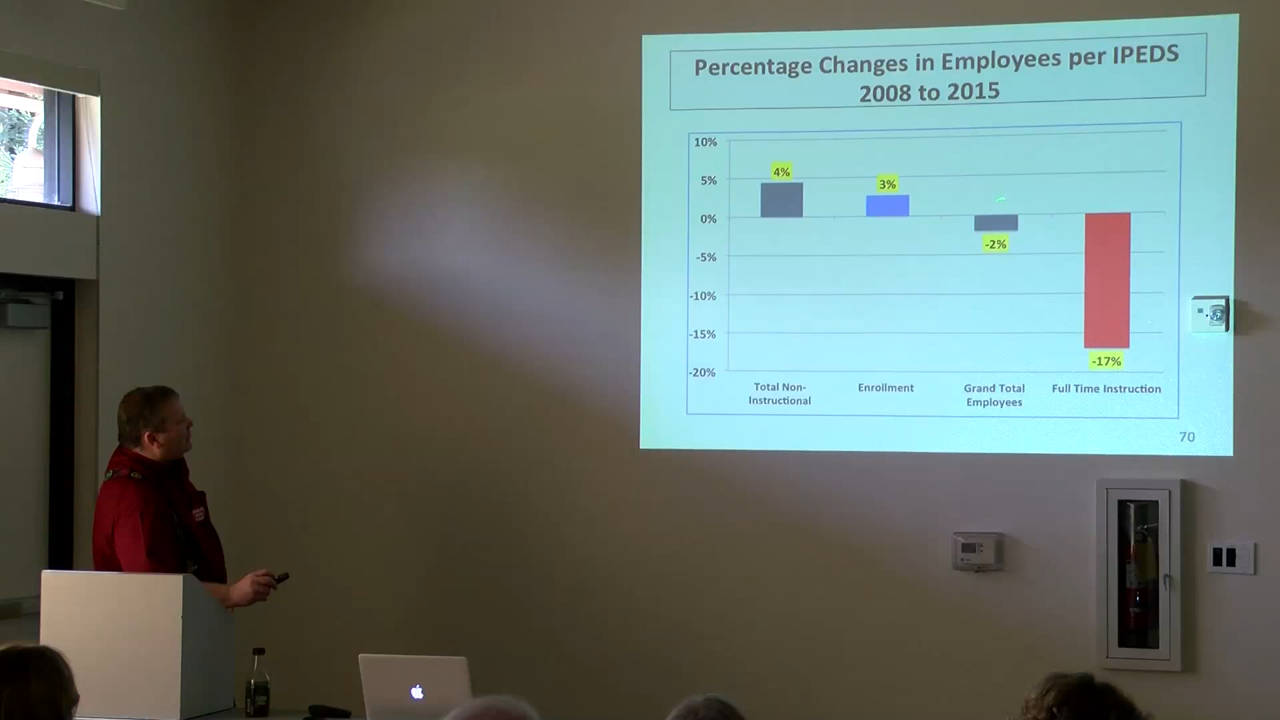 Percentage Changes in Employees per IPEDS
2008 to 2015
10%
5%
0%
-5%
-10%
-15%
-20%
4%
3%
-2%
-17%
Total Non-
Instructional
Enrollment
Grand Total
Employees
Full Time Instruction
70